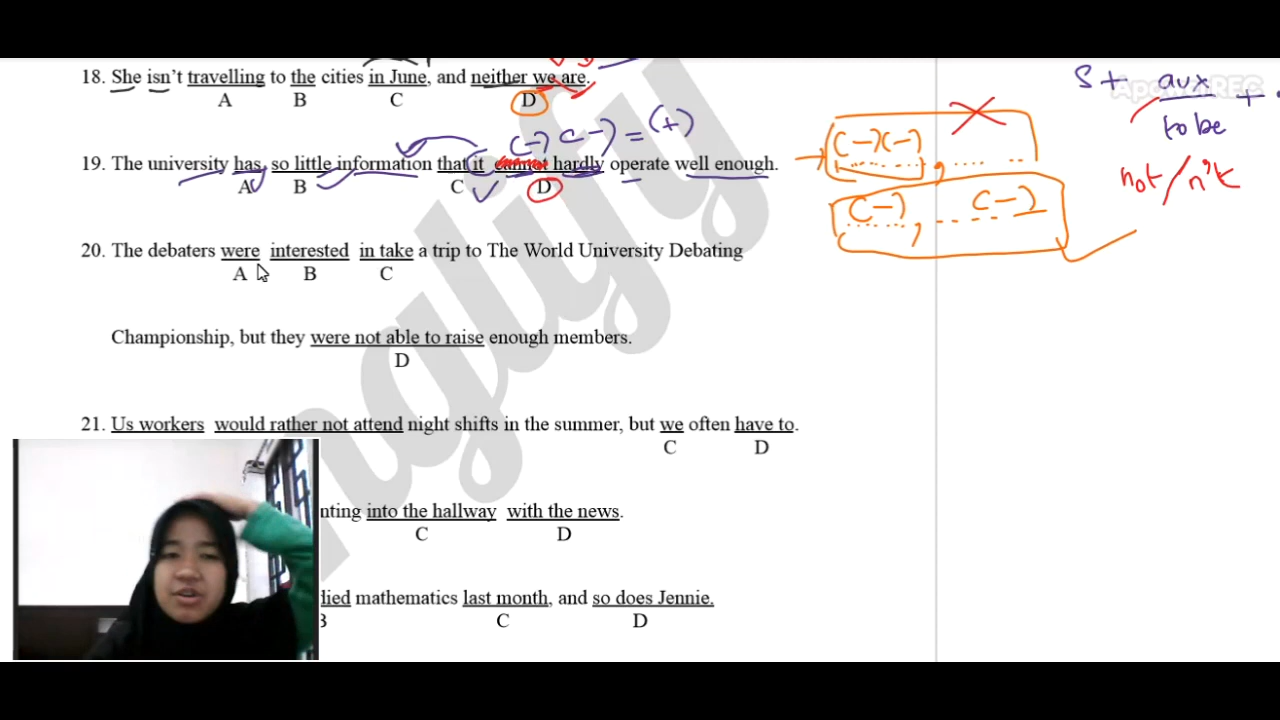 18. She isn't travelling to the cities in June, and neither we are.
A B C D
S + aux +
to be
not/n't
ApowerREC
(-) (-) = (+)
(-)(-)
..... , ..... ..
19. The university has so little information that it cannot hardly operate well enough.
A B C D
(-) (-)
...... , ......
20. The debaters were interested in take a trip to The World University Debating
A B C
Championship, but they were not able to raise enough members.
D
21. Us workers would rather not attend night shifts in the summer, but we often have to.
C D
nting into the hallway with the news.
C D
died mathematics last month, and so does Jennie.
B C D
nglify